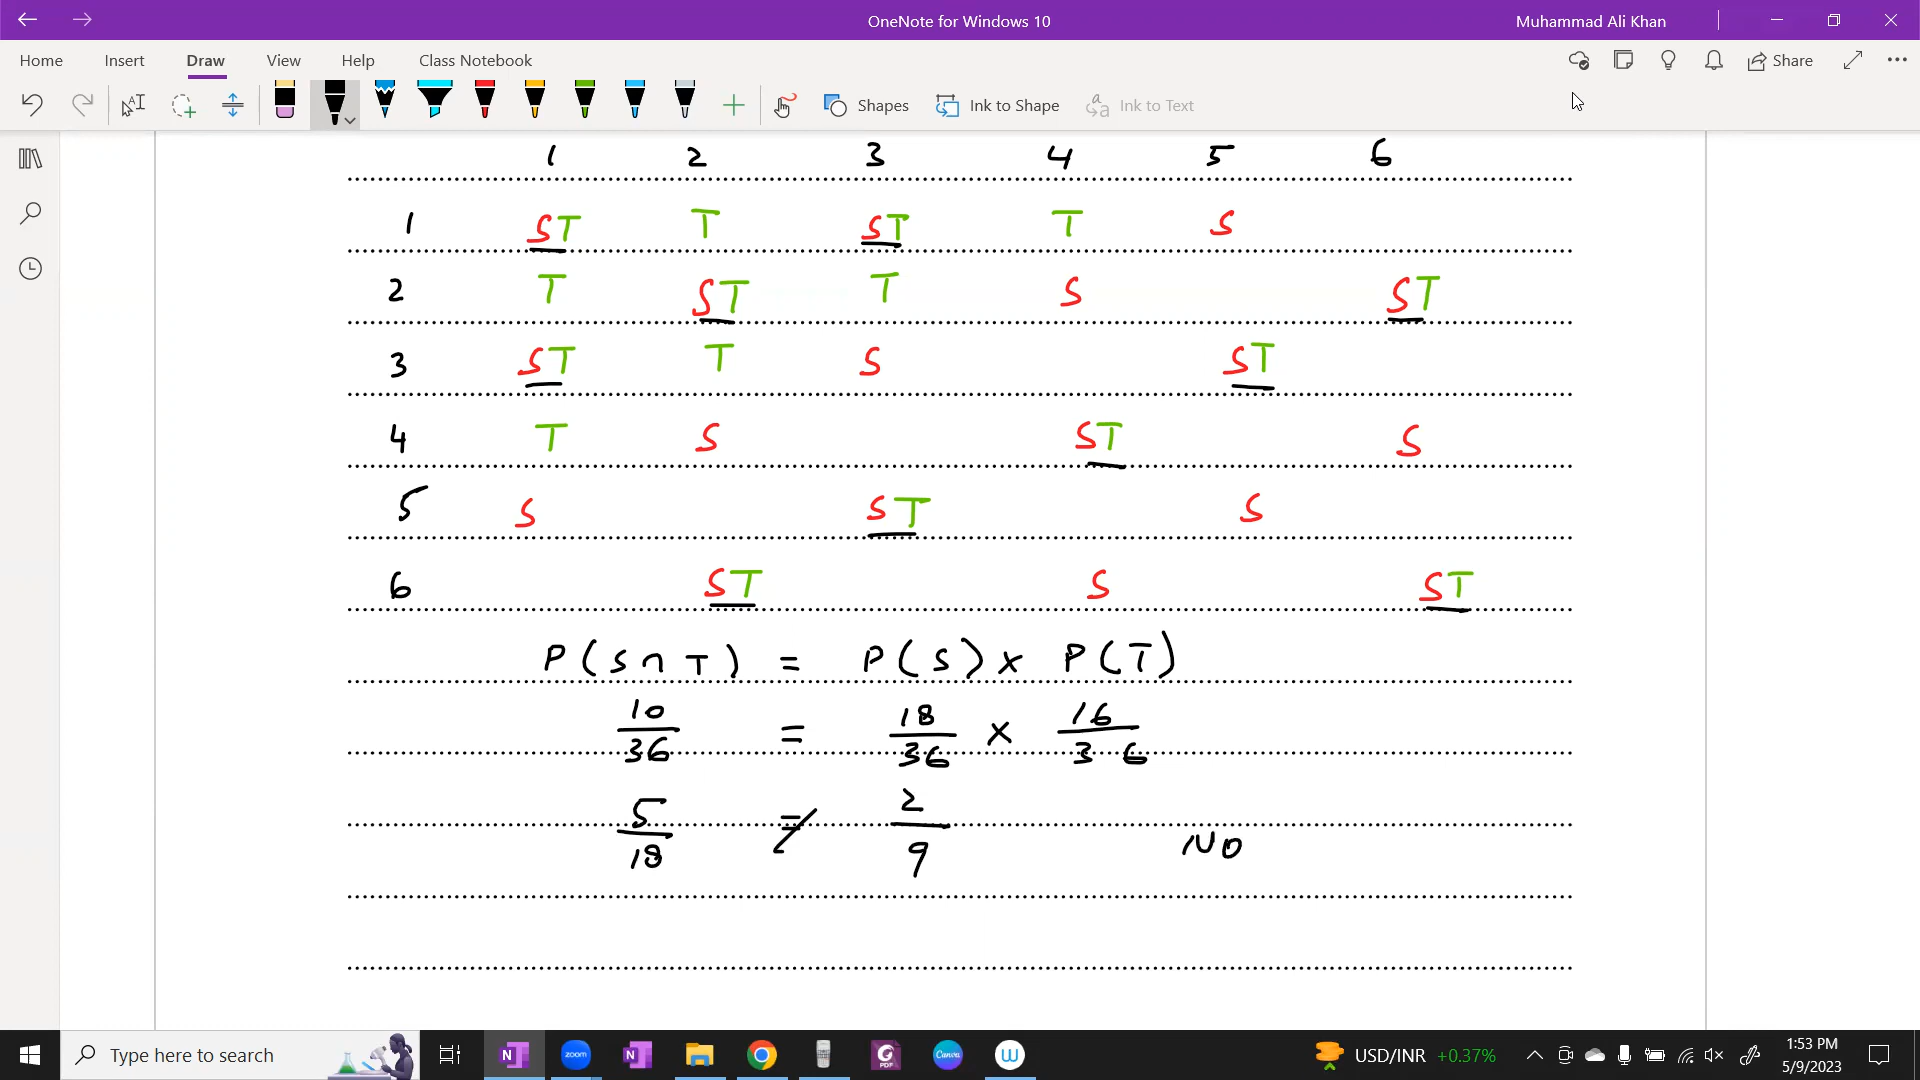 OneNote for Windows 10
Muhammad Ali Khan
Home Insert Draw View Help Class Notebook Share
Shapes Ink to Shape Ink to Text
1 2 3 4 5 6
1 ST T ST T S
2 T ST T S ST
3 ST T S ST
4 T S ST S
5 S ST S
6 ST S ST
P(S∩T) = P(S) × P(T)
10/36 = 18/36 × 16/36
5/18 ≠ 2/9 NO
Type here to search
zoom
PDF
Canva
W
USD/INR +0.37%
1:53 PM
5/9/2023